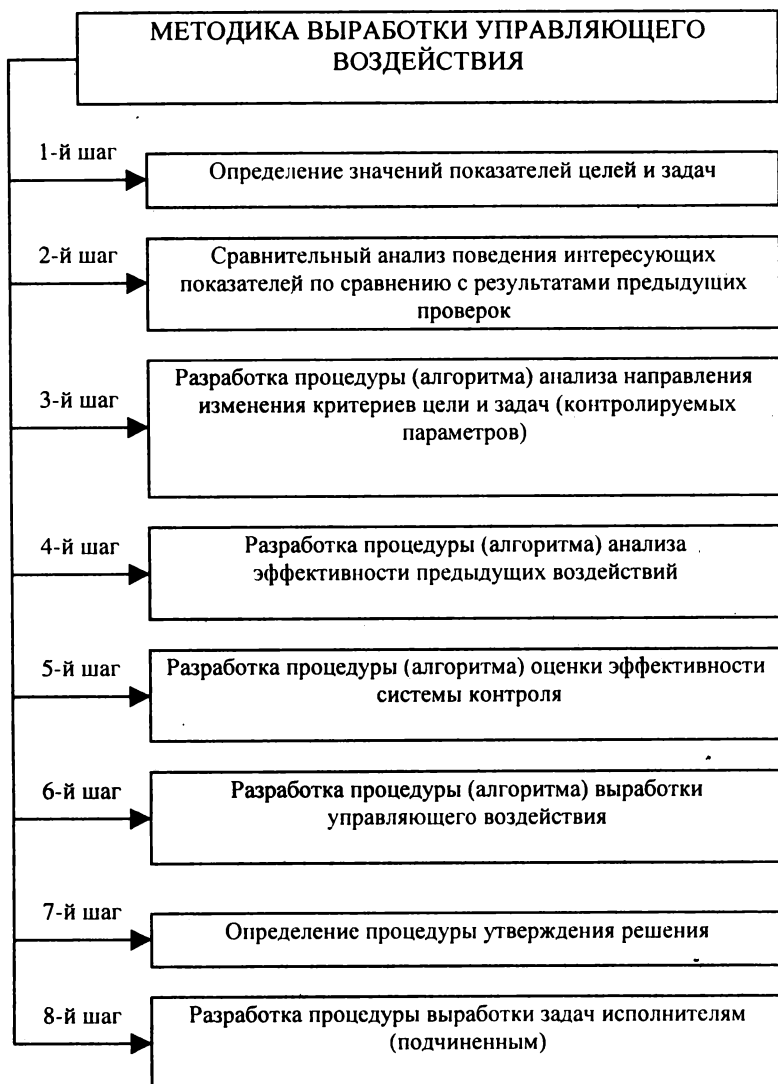 МЕТОДИКА ВЫРАБОТКИ УПРАВЛЯЮЩЕГО
ВОЗДЕЙСТВИЯ
1-й шаг
Определение значений показателей целей и задач
2-й шаг
Сравнительный анализ поведения интересующих
показателей по сравнению с результатами предыдущих
проверок
3-й шаг
Разработка процедуры (алгоритма) анализа направления
изменения критериев цели и задач (контролируемых
параметров)
4-й шаг
Разработка процедуры (алгоритма) анализа
эффективности предыдущих воздействий
5-й шаг
Разработка процедуры (алгоритма) оценки эффективности
системы контроля
6-й шаг
Разработка процедуры (алгоритма) выработки
управляющего воздействия
7-й шаг
Определение процедуры утверждения решения
8-й шаг
Разработка процедуры выработки задач исполнителям
(подчиненным)